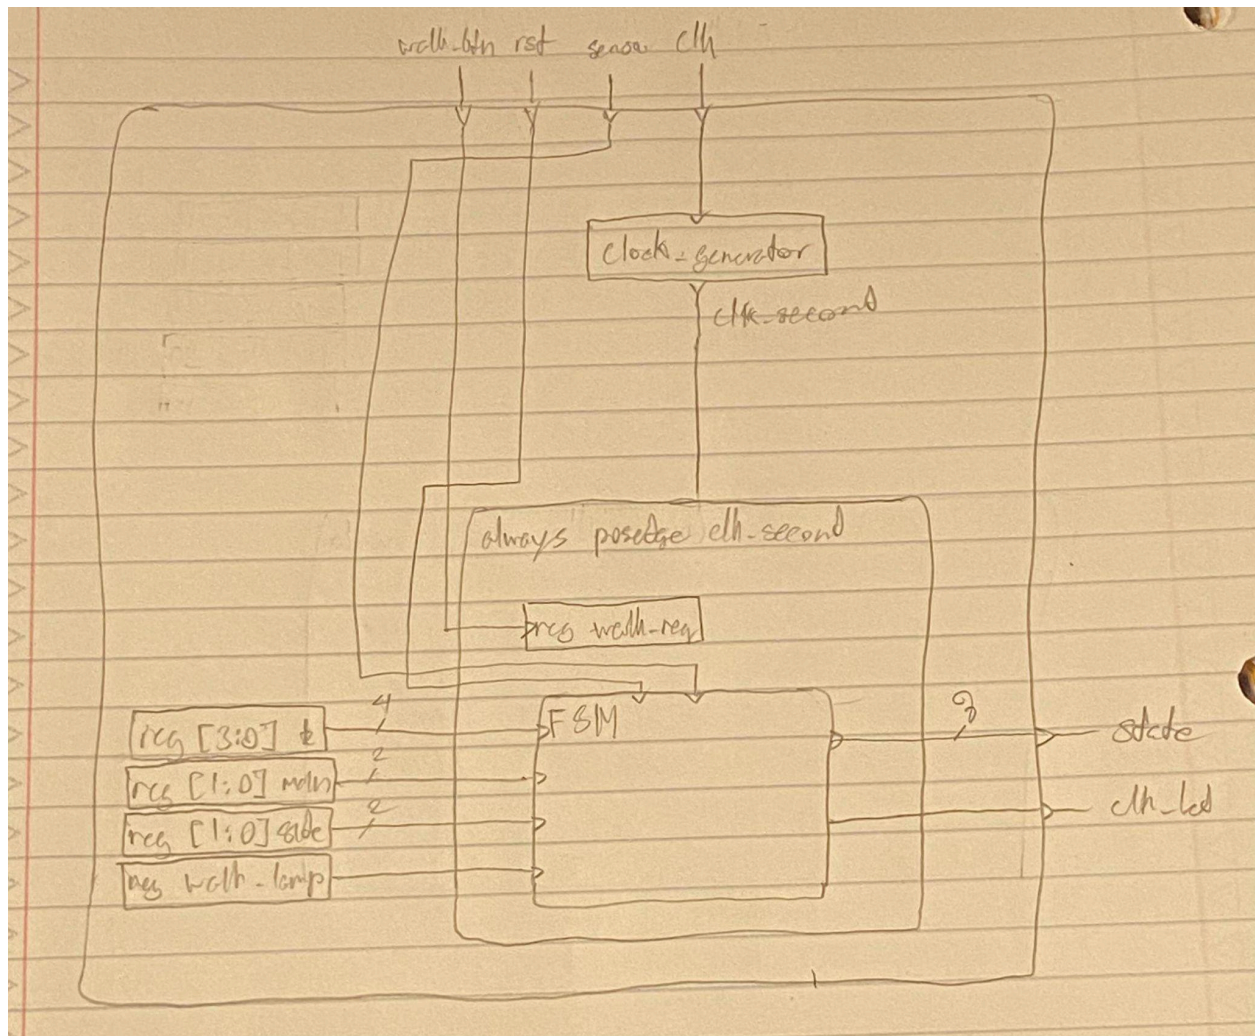 walk_btn rst sensor clk
clock_generator
clk_second
always posedge clk_second
reg walk_req
FSM
4
reg [3:0] t
2
reg [1:0] main
2
reg [1:0] side
reg walk_lamp
3
state
clk_led